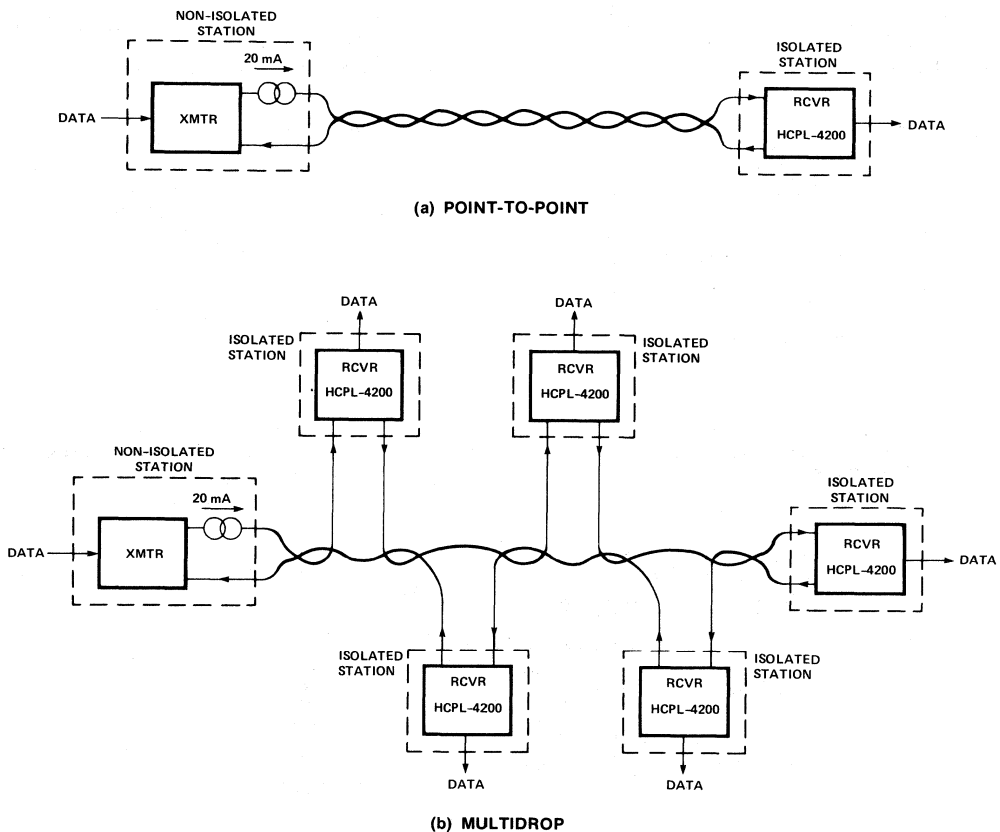 NON-ISOLATED
STATION
20 mA
DATA
XMTR
ISOLATED
STATION
RCVR
HCPL-4200
DATA
(a) POINT-TO-POINT
DATA
ISOLATED
STATION
RCVR
HCPL-4200
DATA
RCVR
HCPL-4200
ISOLATED
STATION
NON-ISOLATED
STATION
20 mA
DATA
XMTR
ISOLATED
STATION
RCVR
HCPL-4200
DATA
ISOLATED
STATION
RCVR
HCPL-4200
DATA
RCVR
HCPL-4200
ISOLATED
STATION
DATA
(b) MULTIDROP